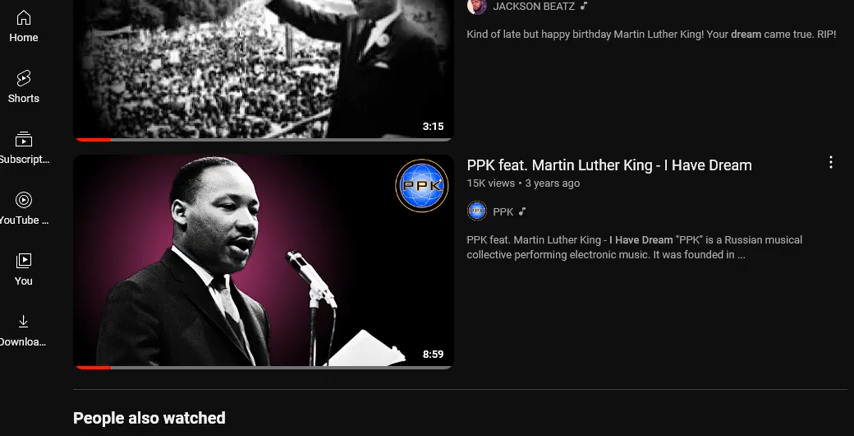 Home
Shorts
Subscript...
YouTube ...
You
Downloa...
3:15
JACKSON BEATZ
Kind of late but happy birthday Martin Luther King! Your dream came true. RIP!
PPK
8:59
PPK feat. Martin Luther King - I Have Dream
15K views • 3 years ago
PPK
PPK feat. Martin Luther King - I Have Dream "PPK" is a Russian musical
collective performing electronic music. It was founded in ...
People also watched